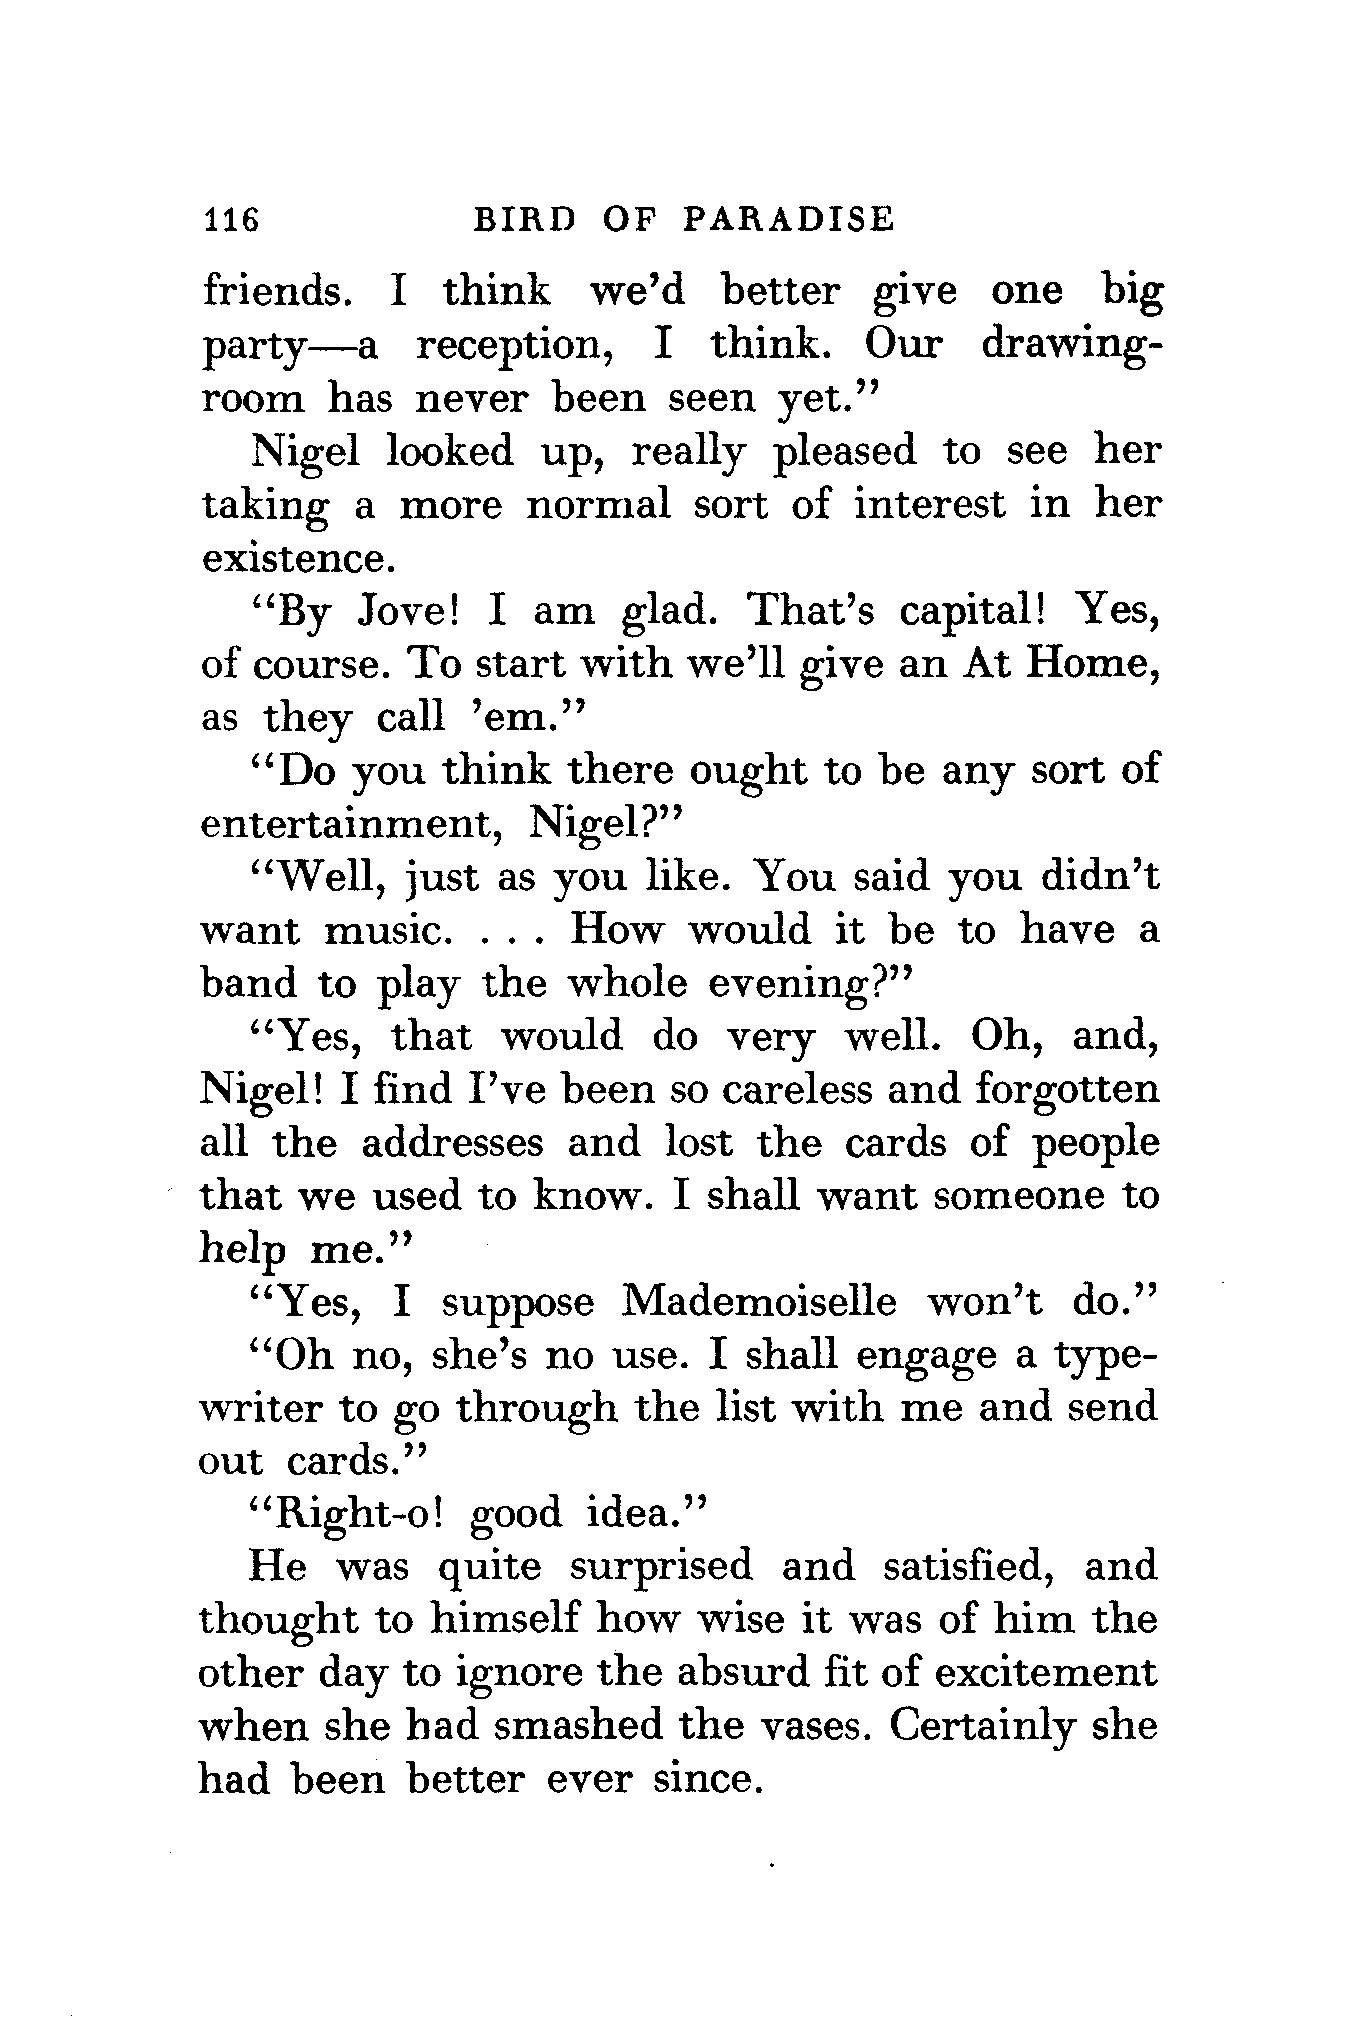 116 BIRD OF PARADISE
friends. I think we'd better give one big
party—a reception, I think. Our drawing-
room has never been seen yet."
Nigel looked up, really pleased to see her
taking a more normal sort of interest in her
existence.
"By Jove! I am glad. That's capital! Yes,
of course. To start with we'll give an At Home,
as they call 'em."
"Do you think there ought to be any sort of
entertainment, Nigel?"
"Well, just as you like. You said you didn't
want music. . . . How would it be to have a
band to play the whole evening?"
"Yes, that would do very well. Oh, and,
Nigel! I find I've been so careless and forgotten
all the addresses and lost the cards of people
that we used to know. I shall want someone to
help me."
"Yes, I suppose Mademoiselle won't do."
"Oh no, she's no use. I shall engage a type-
writer to go through the list with me and send
out cards."
"Right-o! good idea."
He was quite surprised and satisfied, and
thought to himself how wise it was of him the
other day to ignore the absurd fit of excitement
when she had smashed the vases. Certainly she
had been better ever since.